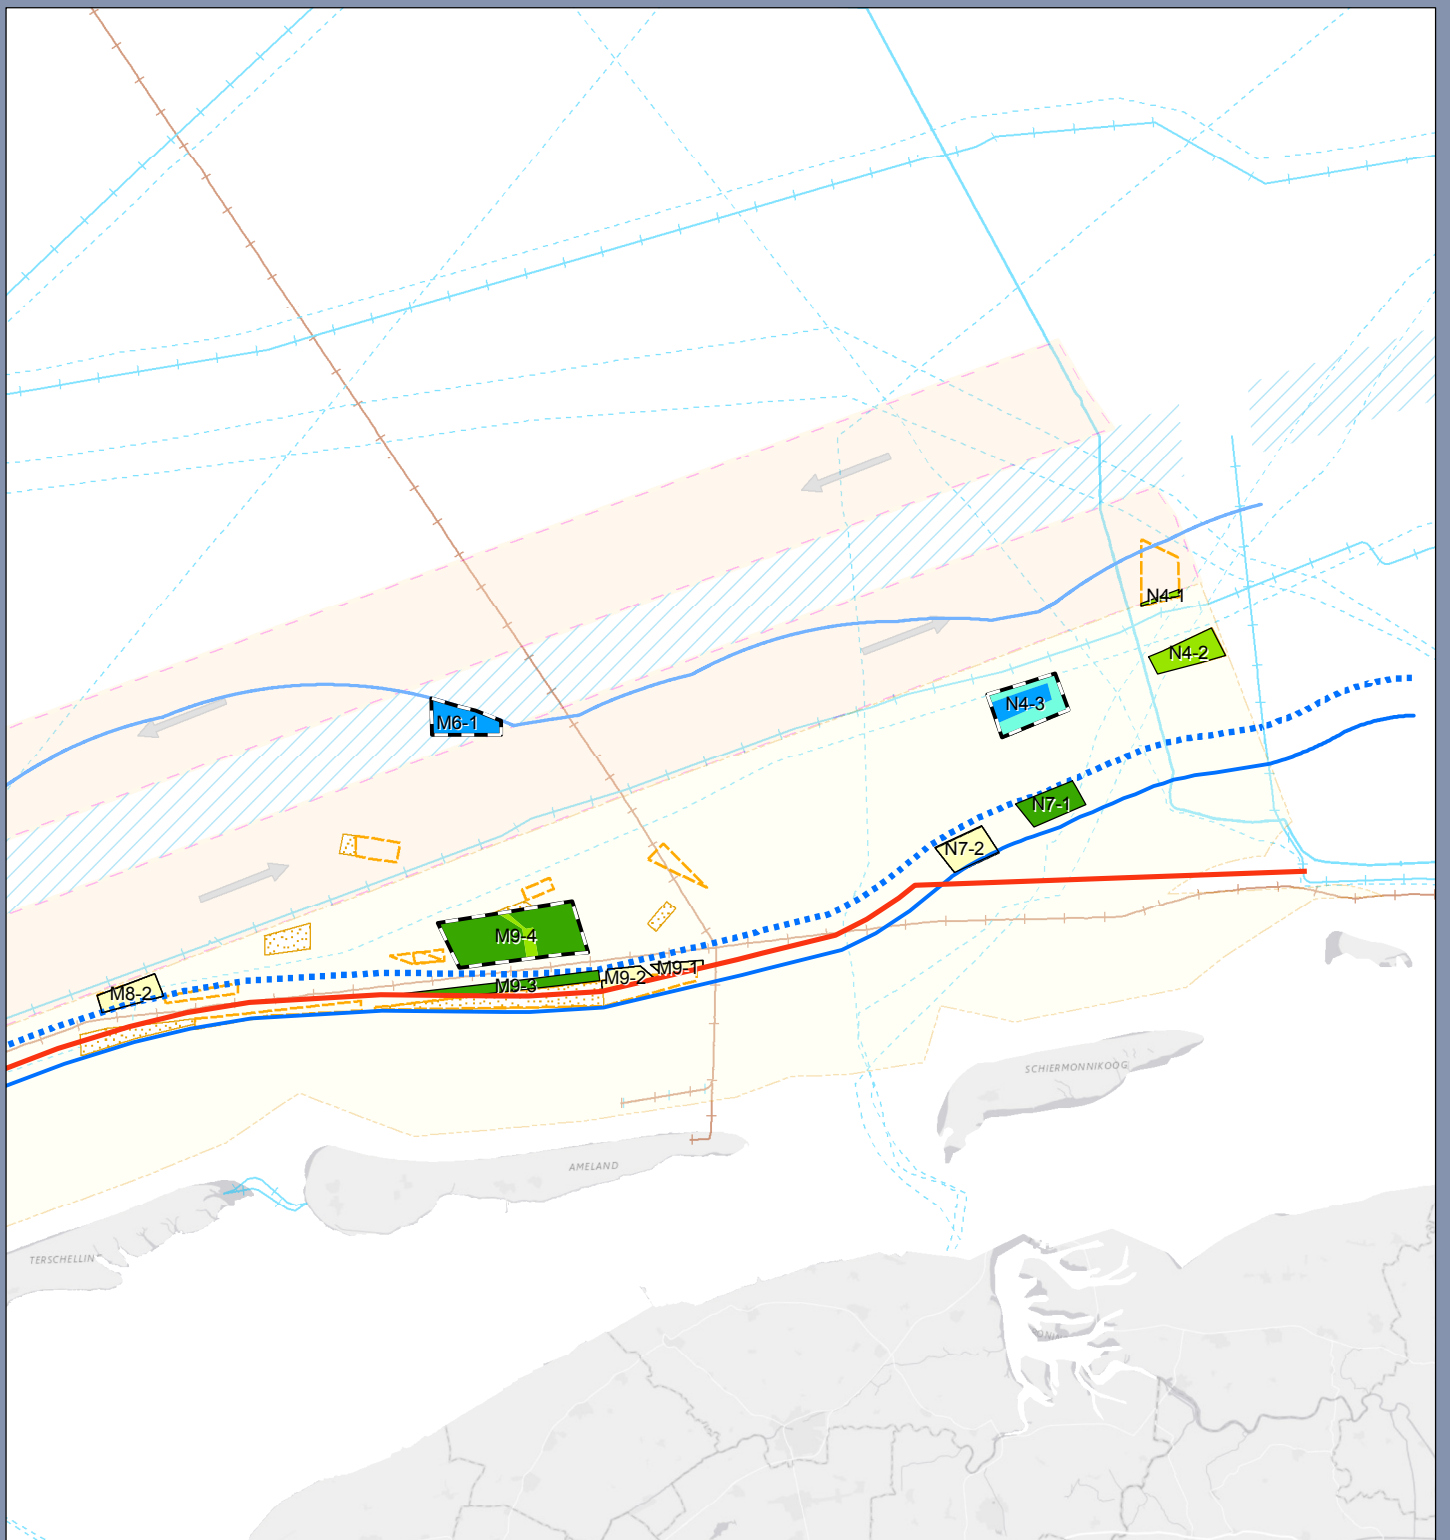 N4-1
N4-2
N4-3
M6-1
N7-1
N7-2
M9-4
M9-1
M9-2
M9-3
M8-2
SCHIERMONNIKOOG
AMELAND
TERSCHELLIN